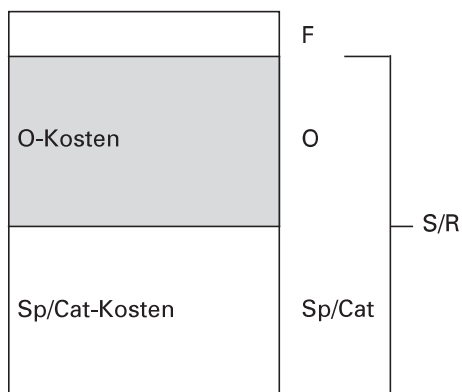 F
O-Kosten
O
S/R
Sp/Cat-Kosten
Sp/Cat